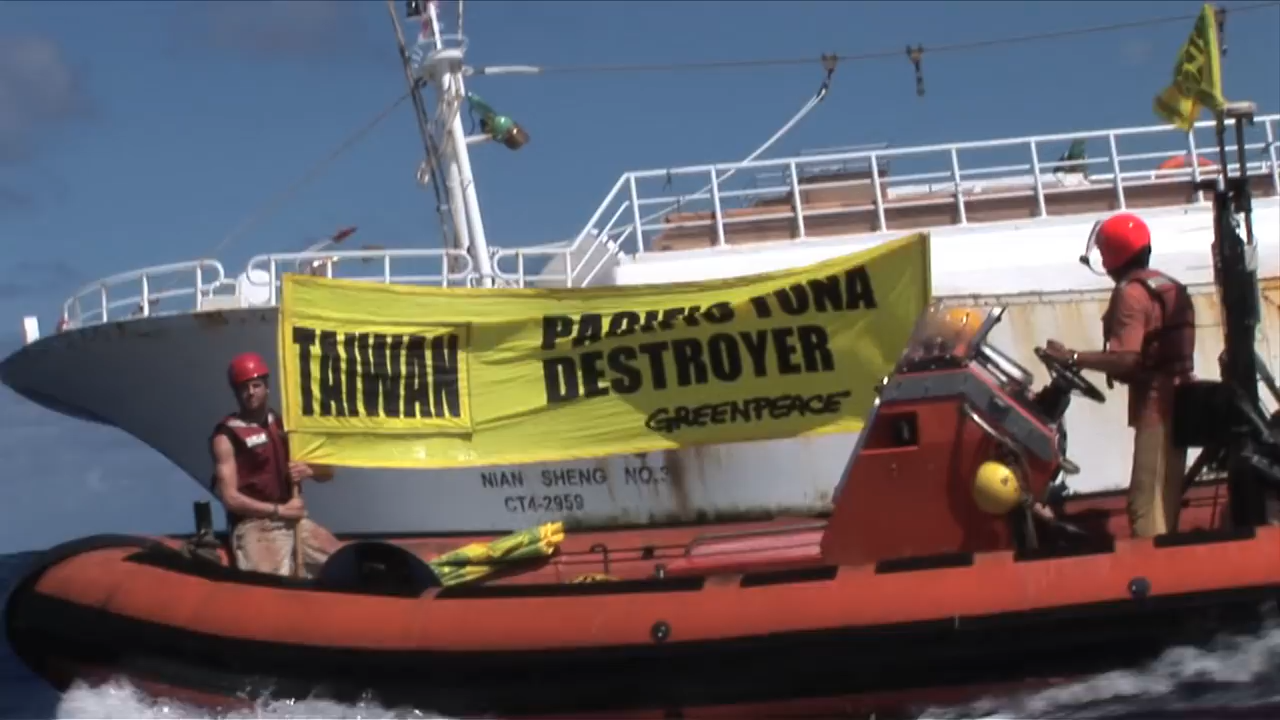 TAIWAN
PACIFIC TUNA
DESTROYER
GREENPEACE
NIAN SHENG NO.3
CT4-2959